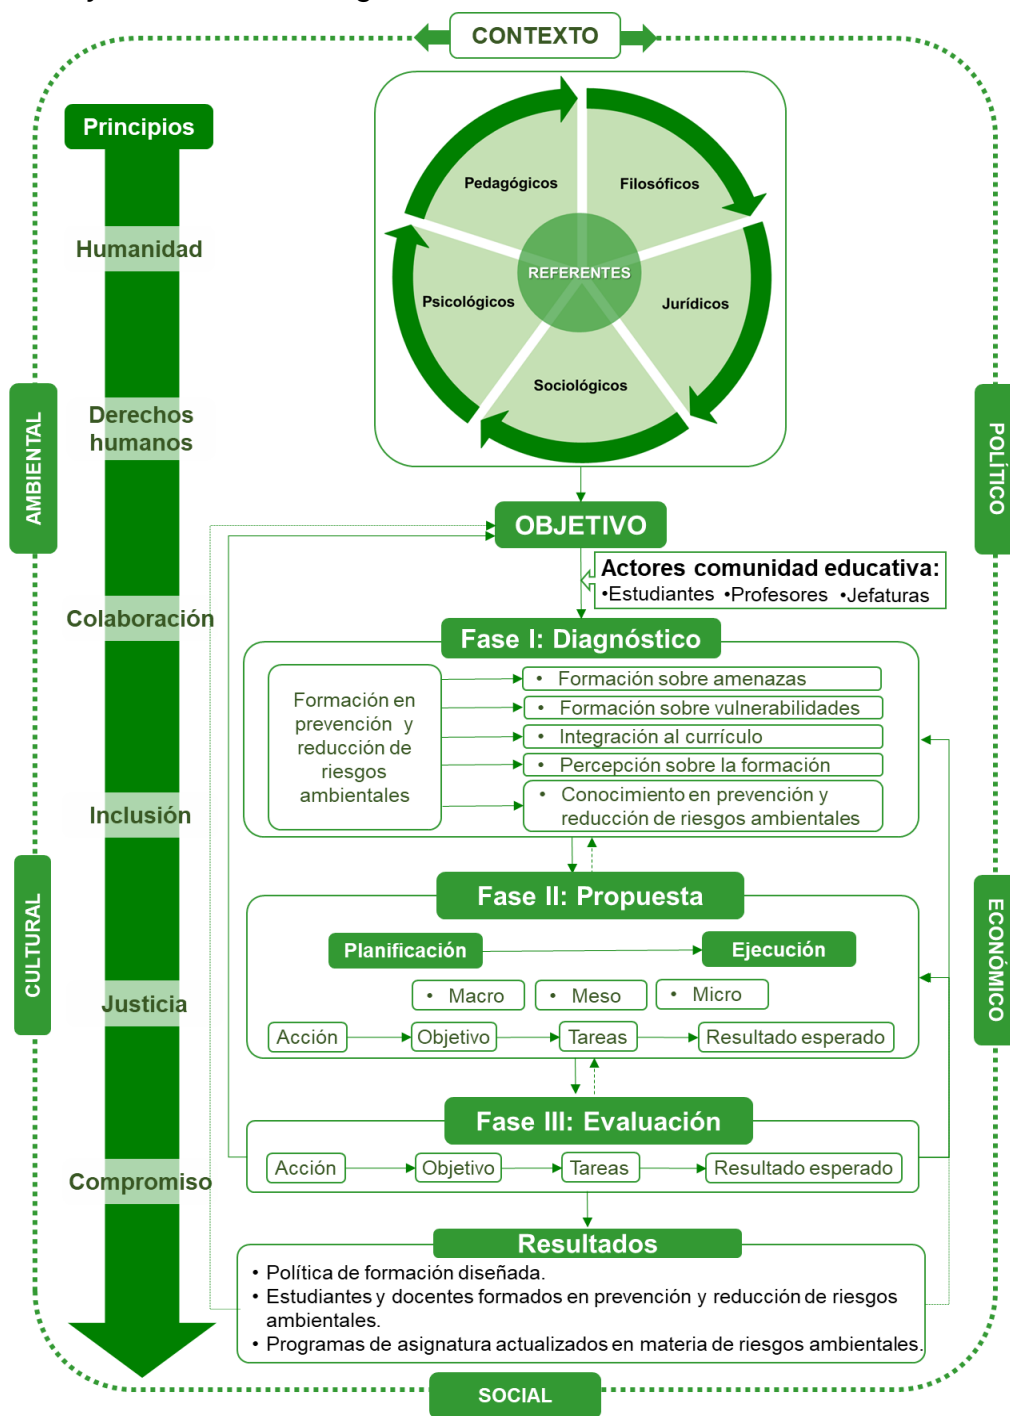 CONTEXTO
Principios
Humanidad
Derechos
humanos
Colaboración
Inclusión
Justicia
Compromiso
AMBIENTAL
CULTURAL
POLÍTICO
ECONÓMICO
SOCIAL
Pedagógicos
Filosóficos
REFERENTES
Psicológicos
Jurídicos
Sociológicos
OBJETIVO
Actores comunidad educativa:
•Estudiantes •Profesores •Jefaturas
Fase I: Diagnóstico
Formación en
prevención y
reducción de
riesgos
ambientales
• Formación sobre amenazas
• Formación sobre vulnerabilidades
• Integración al currículo
• Percepción sobre la formación
• Conocimiento en prevención y
reducción de riesgos ambientales
Fase II: Propuesta
Planificación
Ejecución
• Macro
• Meso
• Micro
Acción
Objetivo
Tareas
Resultado esperado
Fase III: Evaluación
Acción
Objetivo
Tareas
Resultado esperado
Resultados
• Política de formación diseñada.
• Estudiantes y docentes formados en prevención y reducción de riesgos
ambientales.
• Programas de asignatura actualizados en materia de riesgos ambientales.